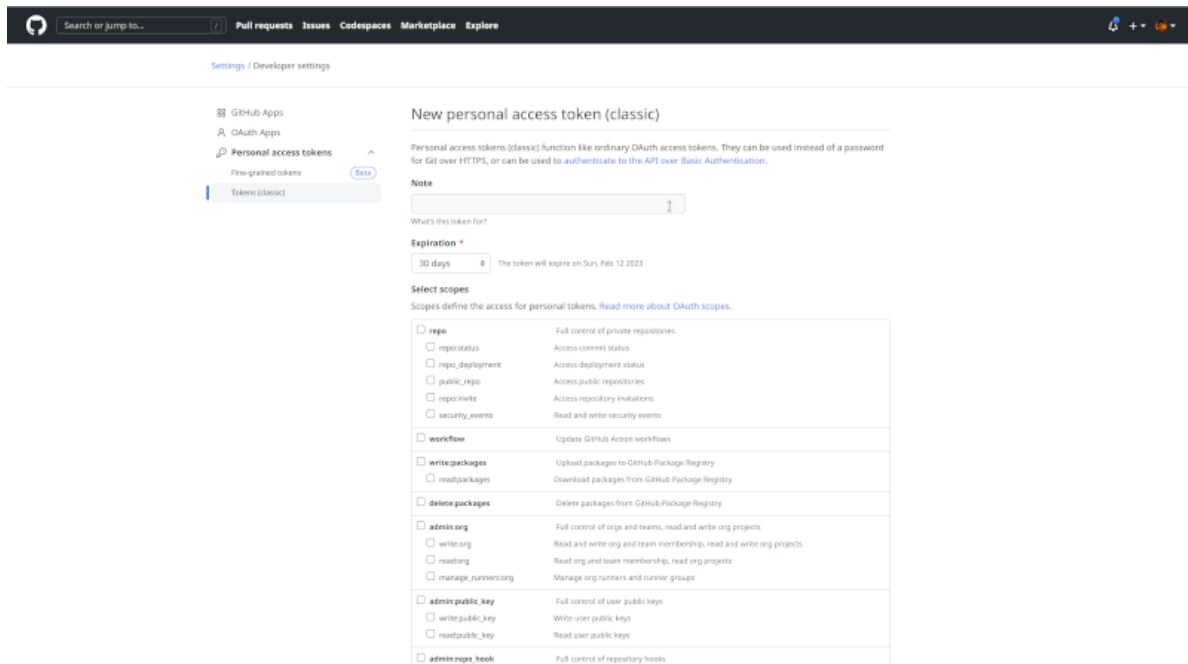 Search or jump to... /
Pull requests Issues Codespaces Marketplace Explore
Settings / Developer settings
GitHub Apps
OAuth Apps
Personal access tokens
Fine-grained tokens Beta
Tokens (classic)
New personal access token (classic)
Personal access tokens (classic) function like ordinary OAuth access tokens. They can be used instead of a password
for Git over HTTPS, or can be used to authenticate to the API over Basic Authentication.
Note
What's this token for?
Expiration *
30 days The token will expire on Sun, Feb 12 2023
Select scopes
Scopes define the access for personal tokens. Read more about OAuth scopes.
repo Full control of private repositories
repo:status Access commit status
repo_deployment Access deployment status
public_repo Access public repositories
repo:invite Access repository invitations
security_events Read and write security events
workflow Update GitHub Action workflows
write:packages Upload packages to GitHub Package Registry
read:packages Download packages from GitHub Package Registry
delete:packages Delete packages from GitHub Package Registry
admin:org Full control of orgs and teams, read and write org projects
write:org Read and write org and team membership, read and write org projects
read:org Read org and team membership, read org projects
manage_runners:org Manage org runners and runner groups
admin:public_key Full control of user public keys
write:public_key Write user public keys
read:public_key Read user public keys
admin:repo_hook Full control of repository hooks